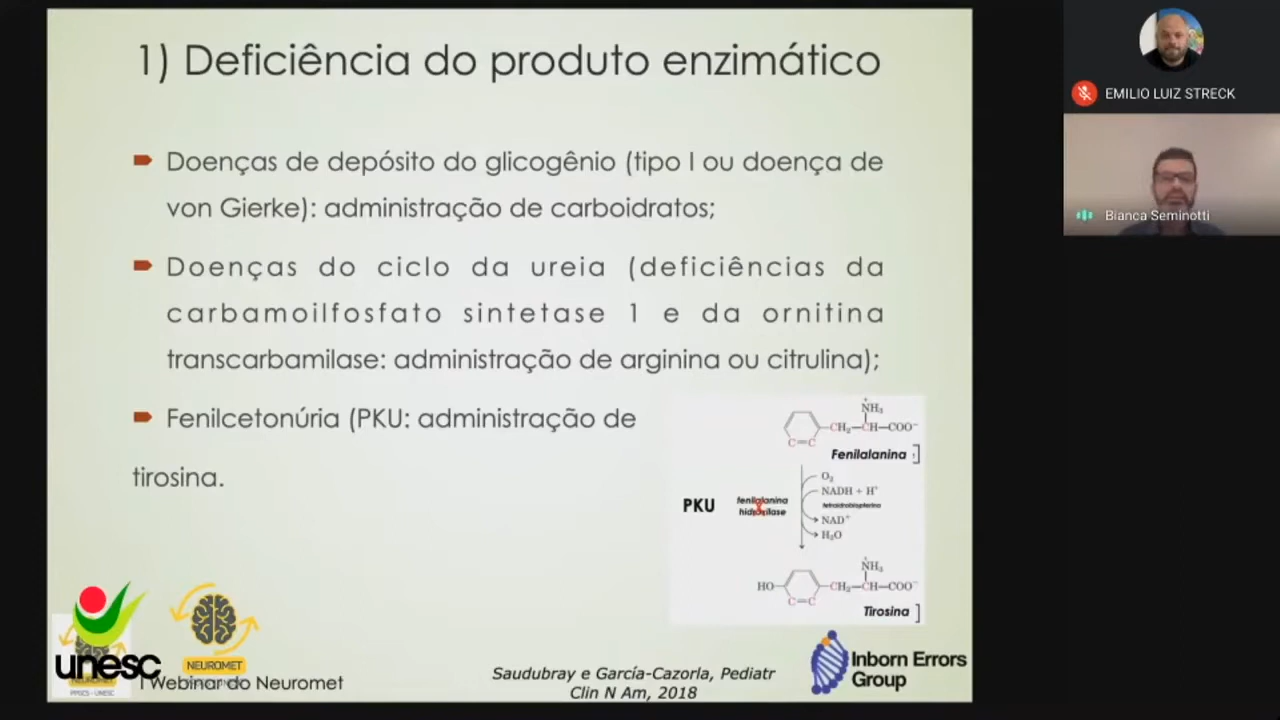 1) Deficiência do produto enzimático
Doenças de depósito do glicogênio (tipo I ou doença de
von Gierke): administração de carboidratos;
Doenças do ciclo da ureia (deficiências da
carbamoilfosfato sintetase 1 e da ornitina
transcarbamilase: administração de arginina ou citrulina);
Fenilcetonúria (PKU: administração de
tirosina.
NH₃
CH₂—CH—COO⁻
C=C
Fenilalanina
PKU
fenilalanina
hidroxilase
O₂
NADH + H⁺
tetraidrobiopterina
NAD⁺
H₂O
NH₃
HO
CH₂—CH—COO⁻
C=C
Tirosina
unesc
NEUROMET
PPGCS - UNESC
I Webinar do Neuromet
Saudubray e García-Cazorla, Pediatr
Clin N Am, 2018
Inborn Errors
Group
EMILIO LUIZ STRECK
Bianca Seminotti